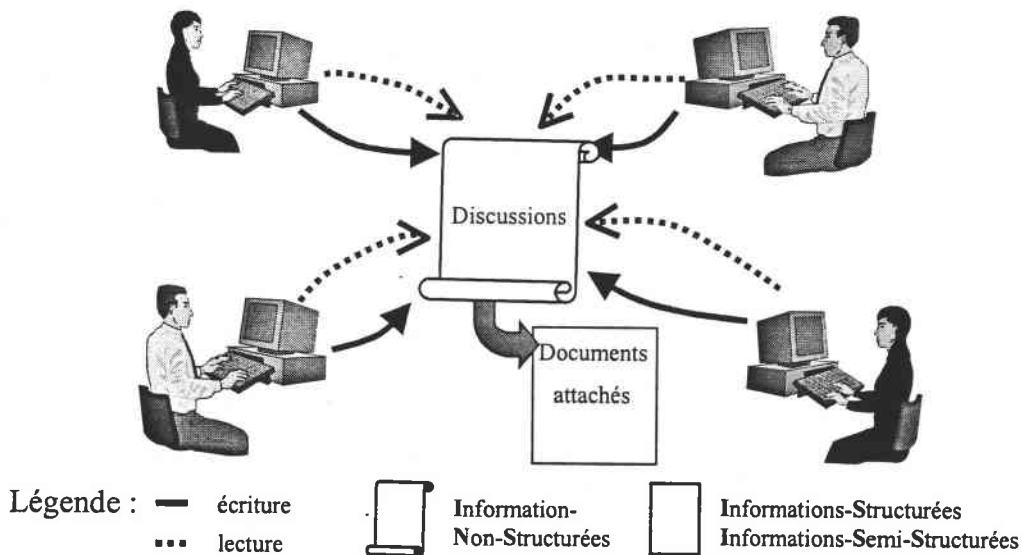 Discussions
Documents
attachés
Légende :
écriture
lecture
Information-
Non-Structurées
Informations-Structurées
Informations-Semi-Structurées